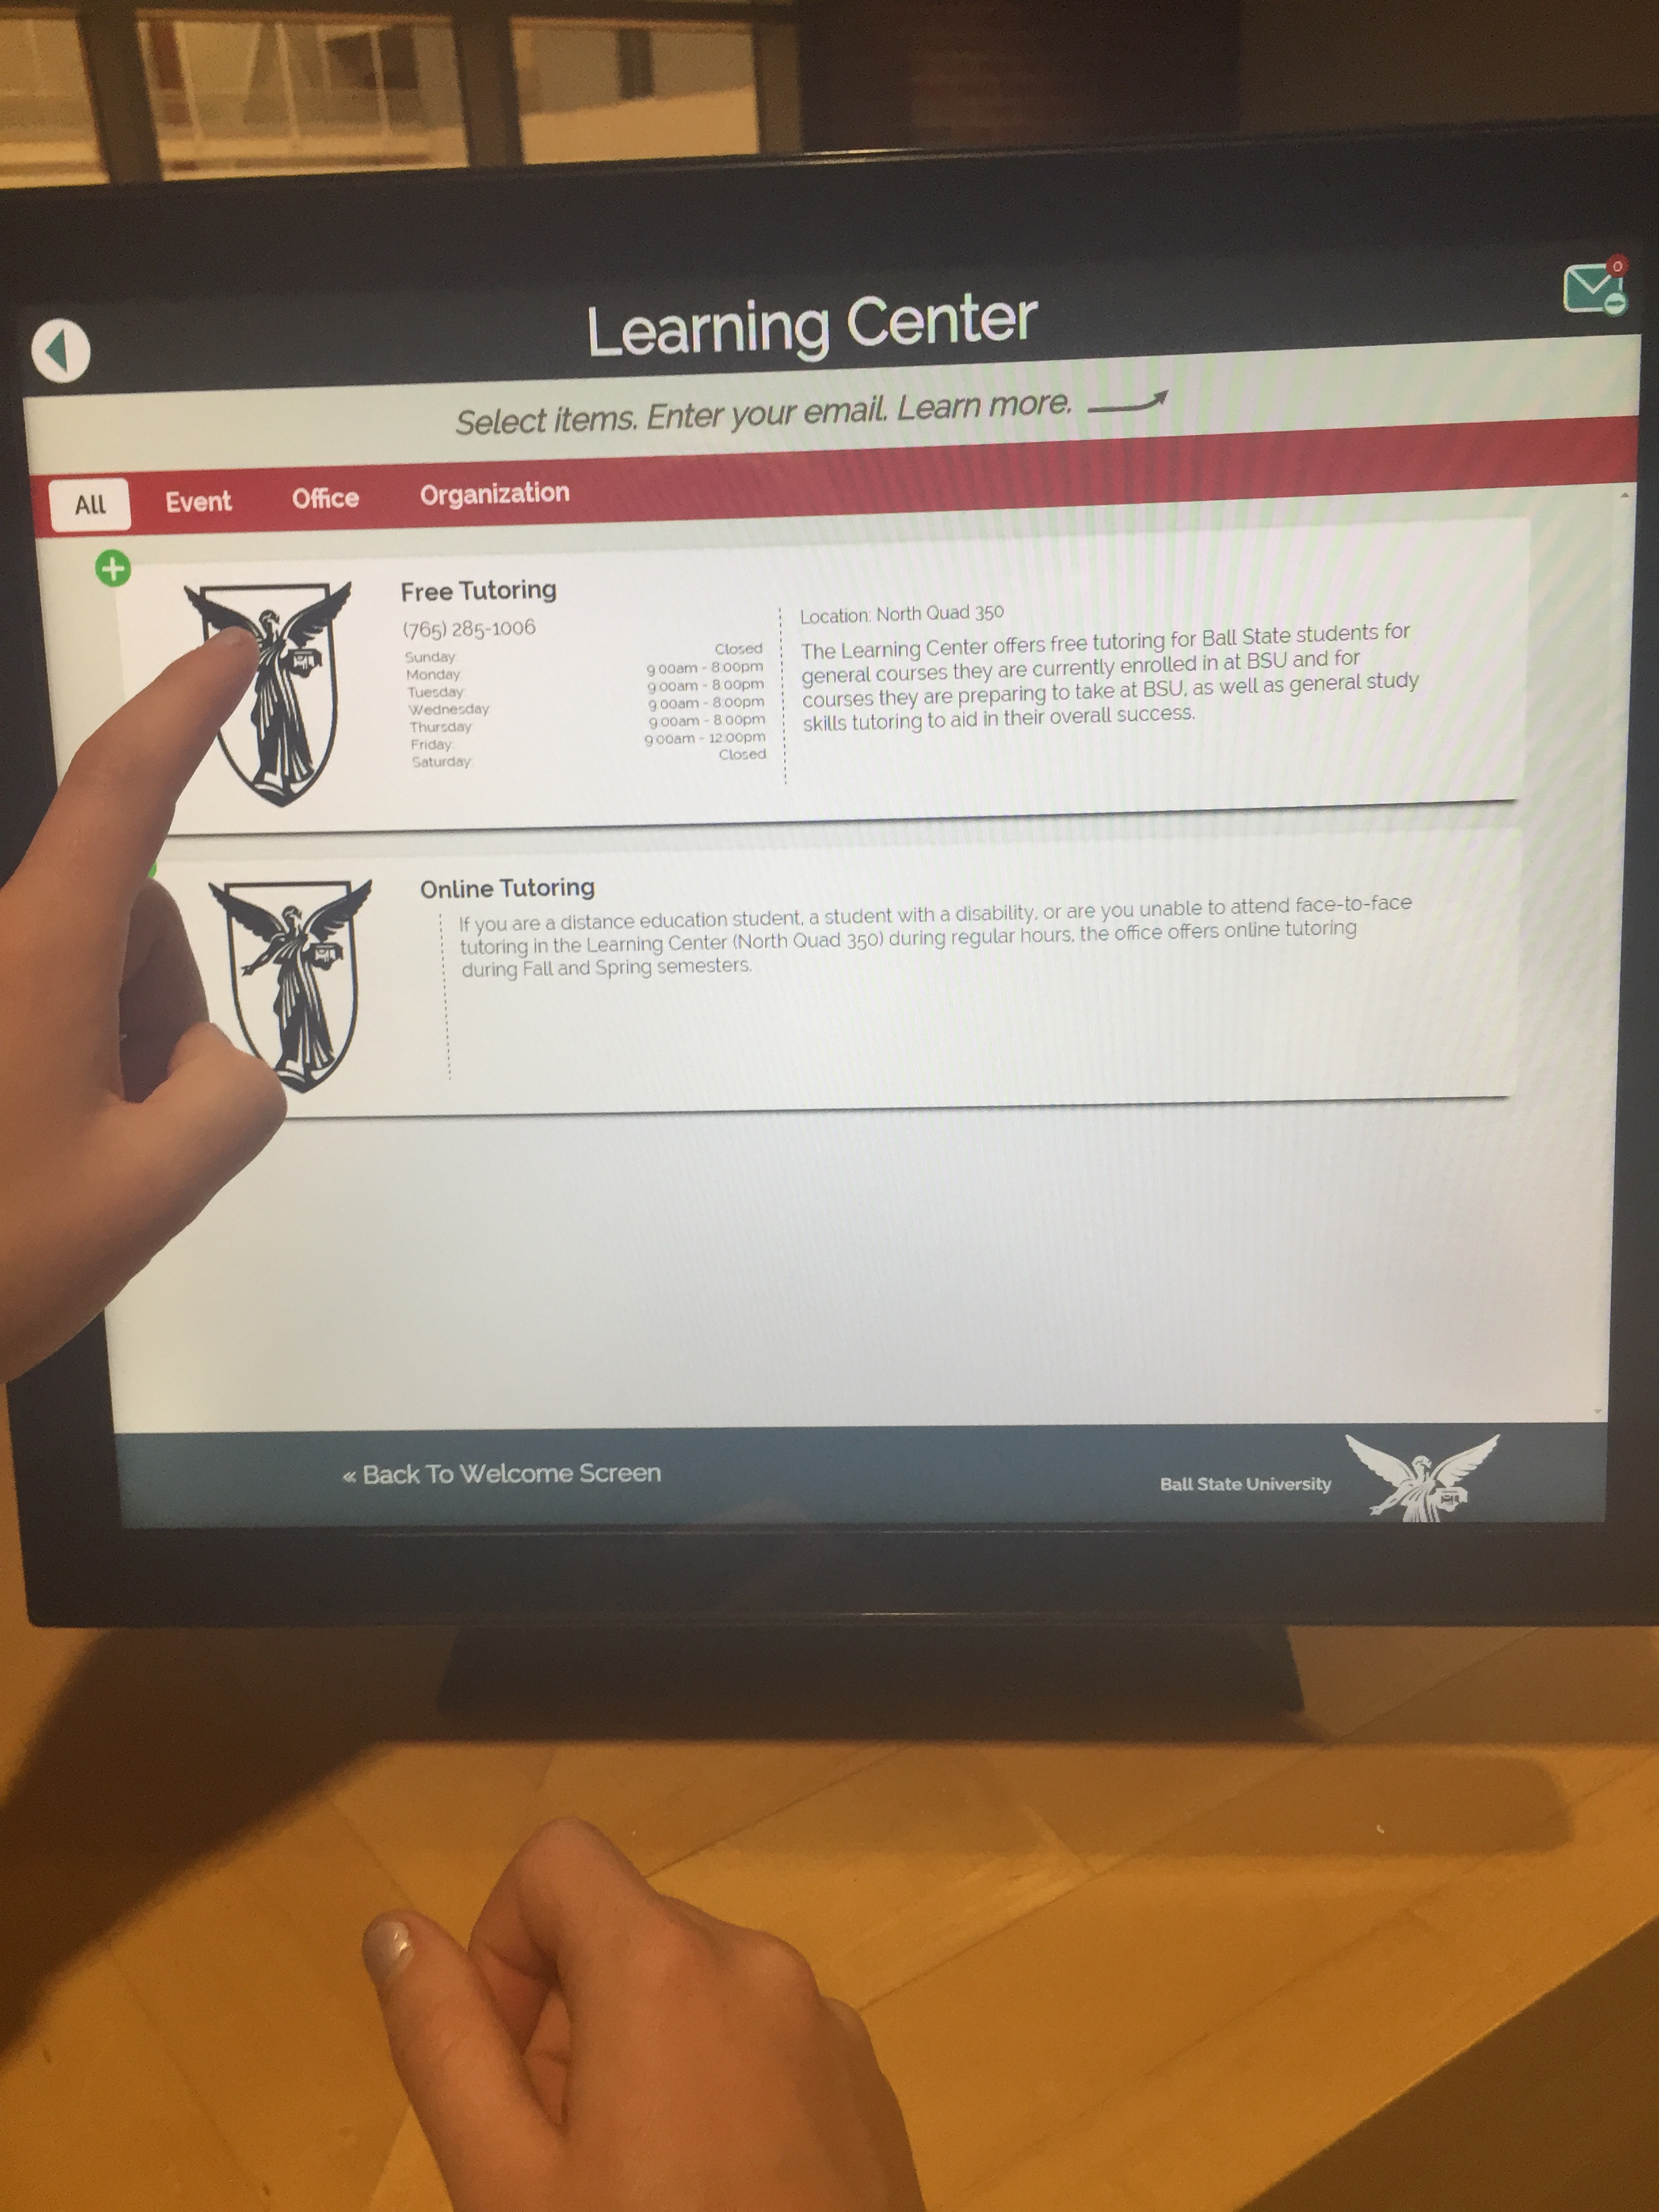 0
Learning Center
Select items. Enter your email. Learn more.
All Event Office Organization
Free Tutoring
(765) 285-1006
Sunday: Closed
Monday: 9:00am - 8:00pm
Tuesday: 9:00am - 8:00pm
Wednesday: 9:00am - 8:00pm
Thursday: 9:00am - 8:00pm
Friday: 9:00am - 12:00pm
Saturday: Closed
Location: North Quad 350
The Learning Center offers free tutoring for Ball State students for
general courses they are currently enrolled in at BSU and for
courses they are preparing to take at BSU, as well as general study
skills tutoring to aid in their overall success.
Online Tutoring
If you are a distance education student, a student with a disability, or are you unable to attend face-to-face
tutoring in the Learning Center (North Quad 350) during regular hours, the office offers online tutoring
during Fall and Spring semesters.
« Back To Welcome Screen
Ball State University